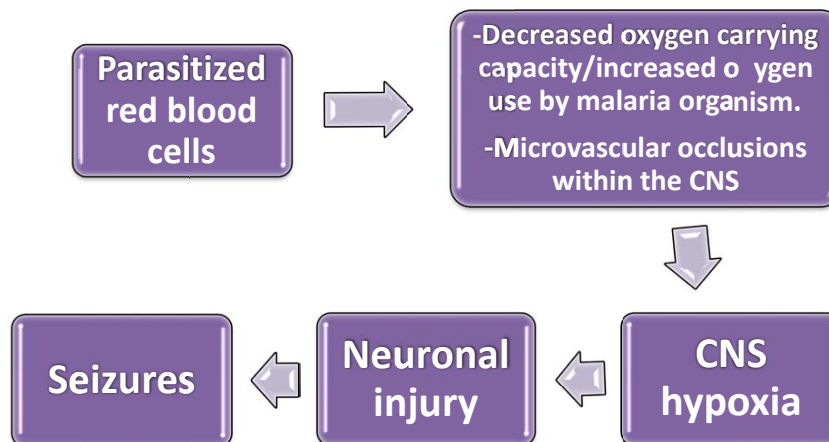 Parasitized
red blood
cells
-Decreased oxygen carrying
capacity/increased o ygen
use by malaria organism.
-Microvascular occlusions
within the CNS
Seizures
Neuronal
injury
CNS
hypoxia